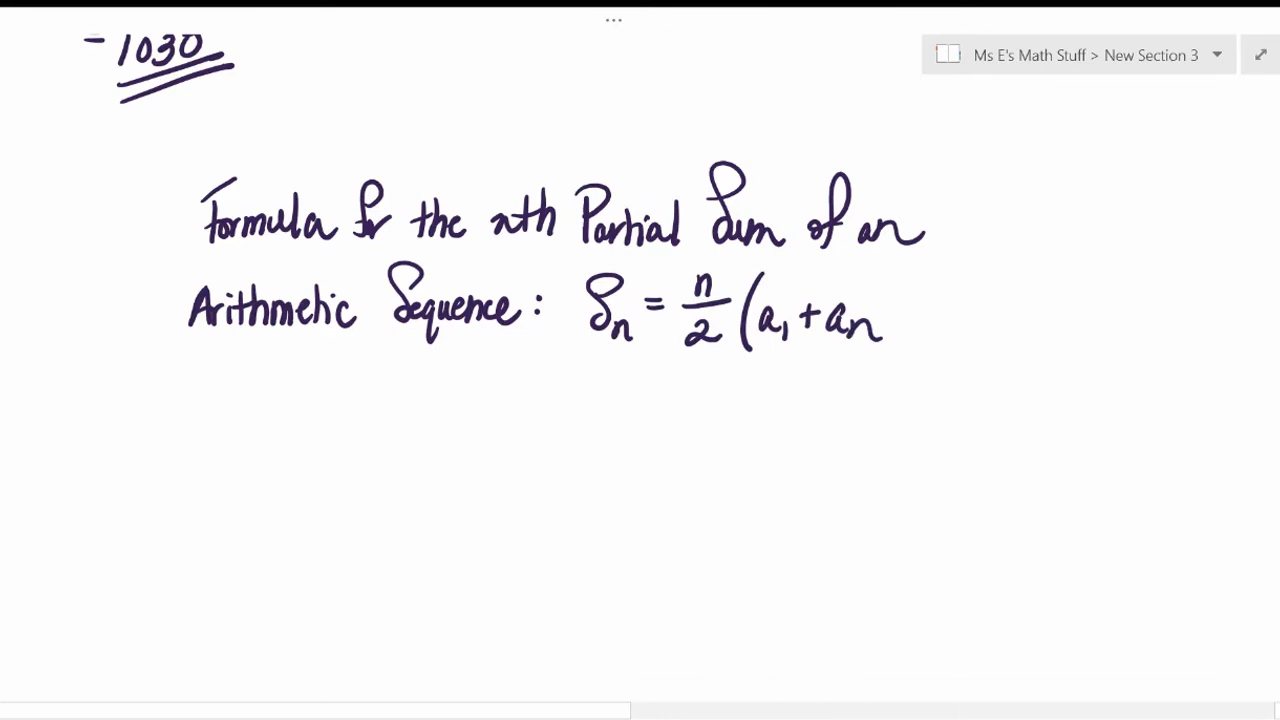 ...
Ms E's Math Stuff > New Section 3
- 1030
Formula for the nth Partial Sum of an
Arithmetic Sequence: Sn = n/2 (a1 + an